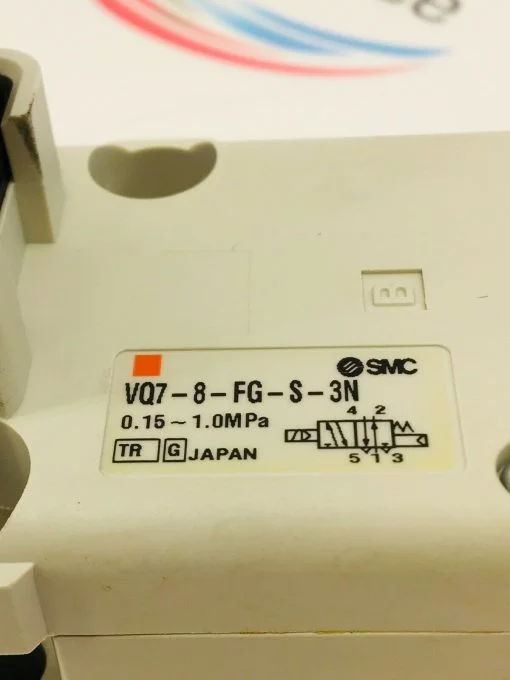 B
SMC
VQ7-8-FG-S-3N
0.15~1.0MPa
4 2
TR G JAPAN
5 1 3